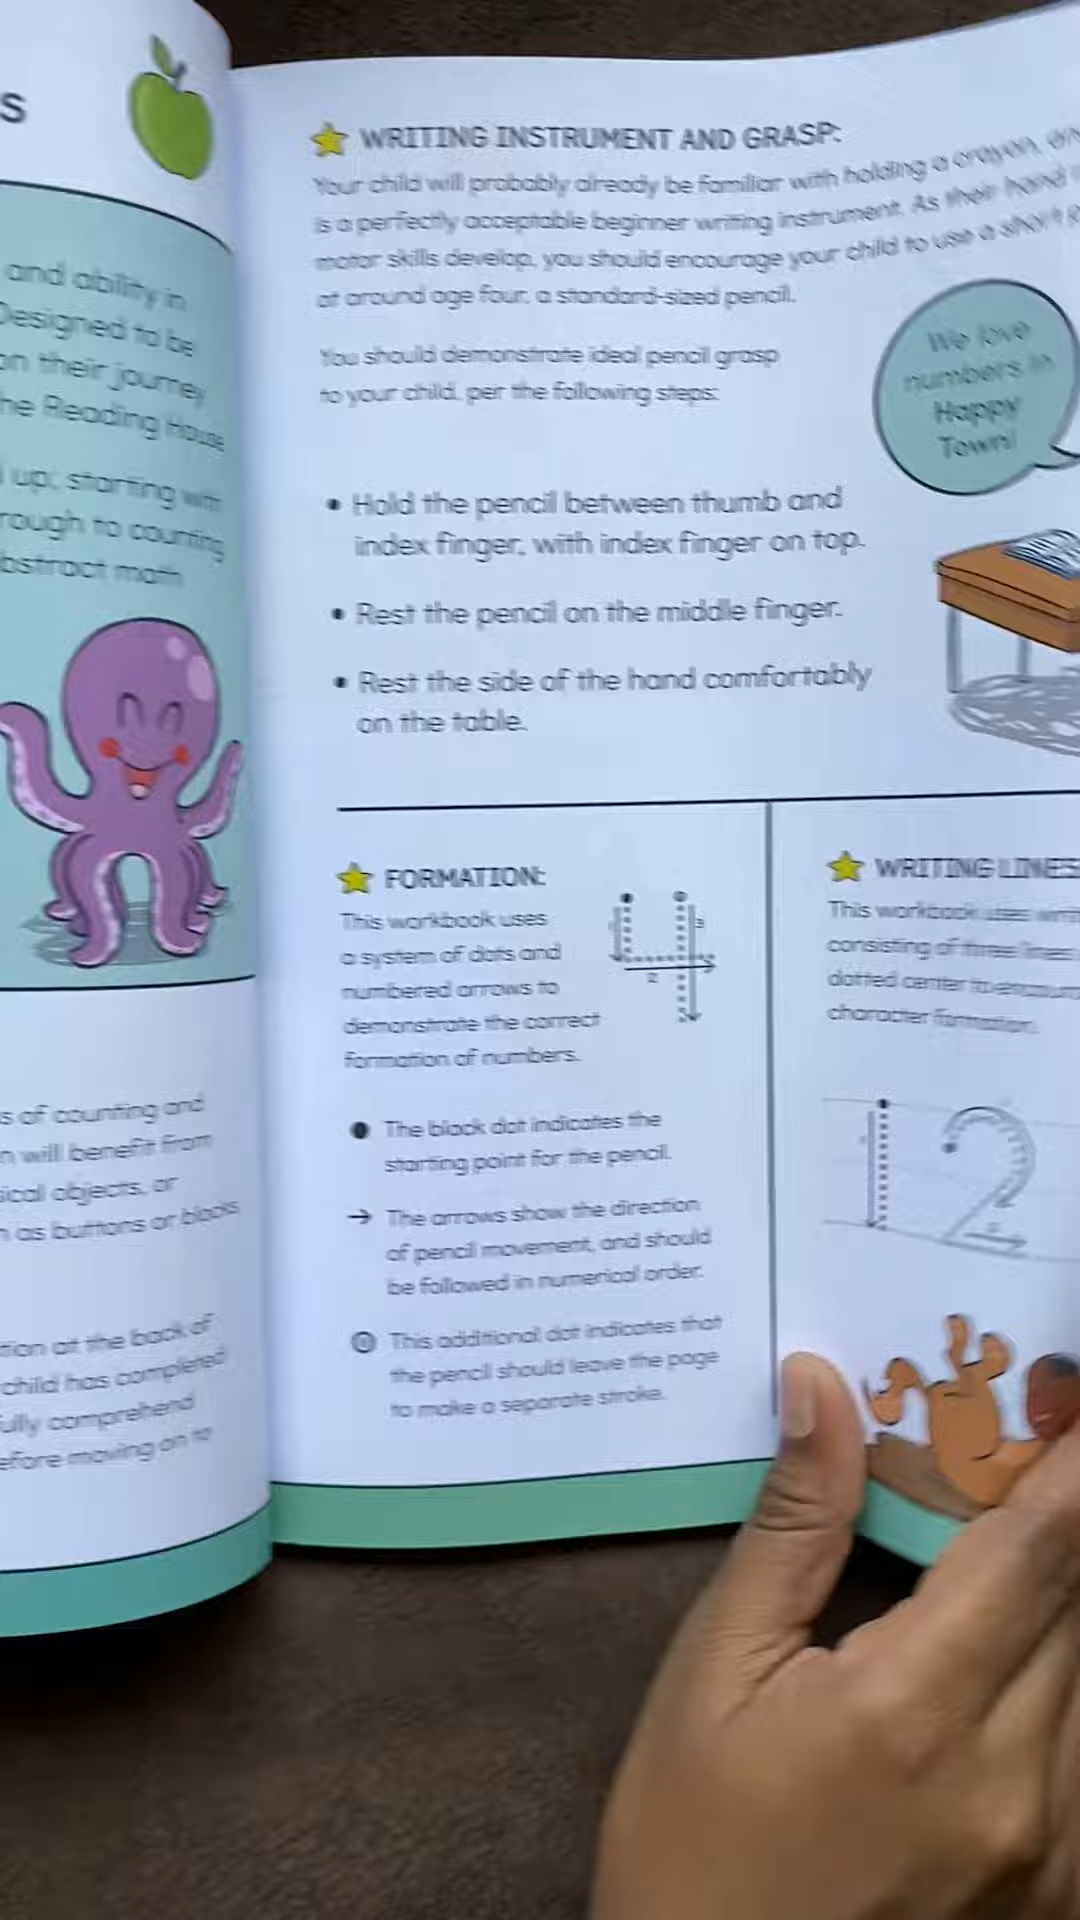 s
and ability in
Designed to be
on their journey
the Reading House
up; starting with
through to counting
abstract math
s of counting and
n will benefit from
sical objects, or
h as buttons or blocks
tion at the back of
child has completed
fully comprehend
before moving on to
WRITING INSTRUMENT AND GRASP:
Your child will probably already be familiar with holding a crayon,
is a perfectly acceptable beginner writing instrument. As their hand
motor skills develop, you should encourage your child to use a short
at around age four, a standard-sized pencil.
You should demonstrate ideal pencil grasp
to your child, per the following steps:
We love
numbers in
Happy
Town!
• Hold the pencil between thumb and
index finger, with index finger on top.
• Rest the pencil on the middle finger.
• Rest the side of the hand comfortably
on the table.
FORMATION:
This workbook uses
a system of dots and
numbered arrows to
demonstrate the correct
formation of numbers.
4
2
3
● The black dot indicates the
starting point for the pencil.
→ The arrows show the direction
of pencil movement, and should
be followed in numerical order.
This additional dot indicates that
the pencil should leave the page
to make a separate stroke.
WRITING LINES:
This workbook uses
consisting of three lines
dotted center to
character formation.
1 2